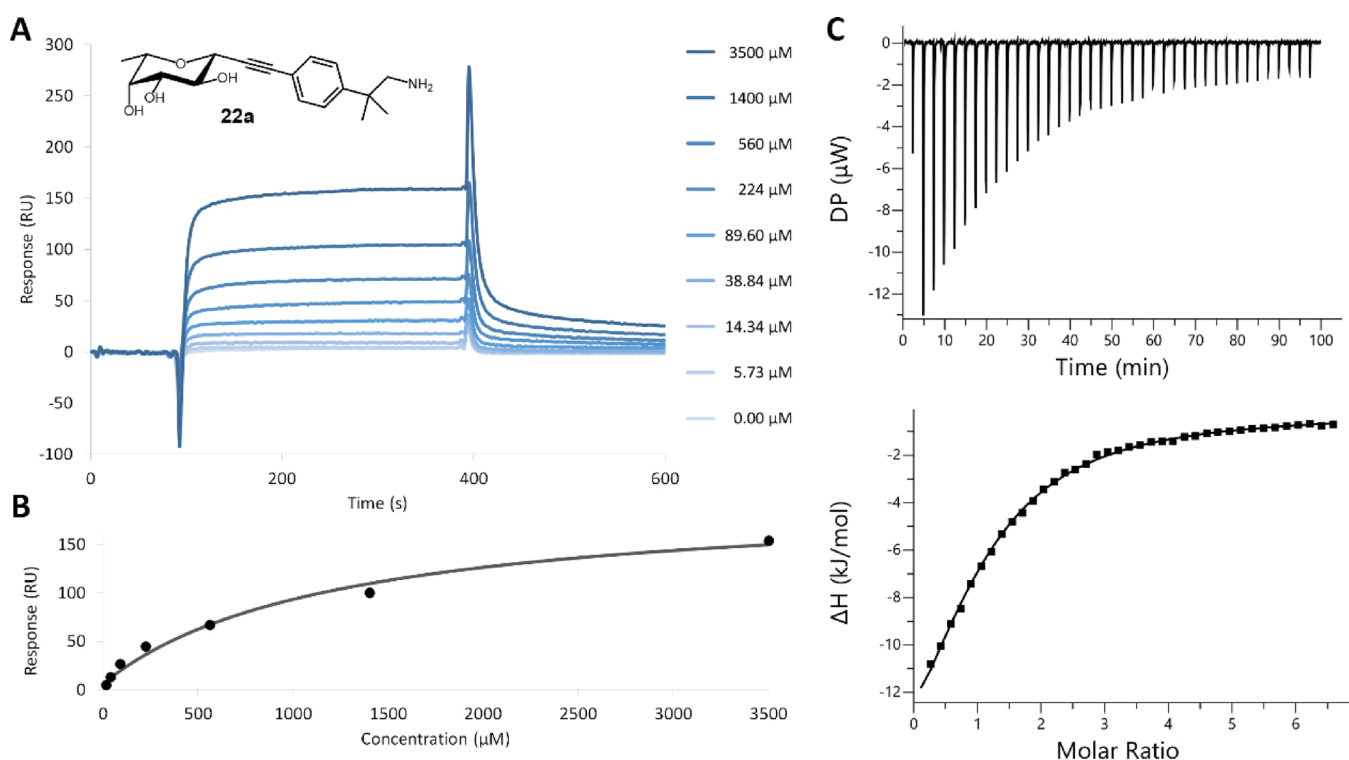 A
300
250
200
150
100
50
0
-50
-100
Response (RU)
0
200
400
600
Time (s)
O
OH
OH
OH
NH2
22a
3500 µM
1400 µM
560 µM
224 µM
89.60 µM
38.84 µM
14.34 µM
5.73 µM
0.00 µM
B
150
100
50
0
Response (RU)
0
500
1000
1500
2000
2500
3000
3500
Concentration (µM)
C
0
-2
-4
-6
-8
-10
-12
DP (µW)
0 10 20 30 40 50 60 70 80 90 100
Time (min)
-2
-4
-6
-8
-10
-12
ΔH (kJ/mol)
0 1 2 3 4 5 6
Molar Ratio